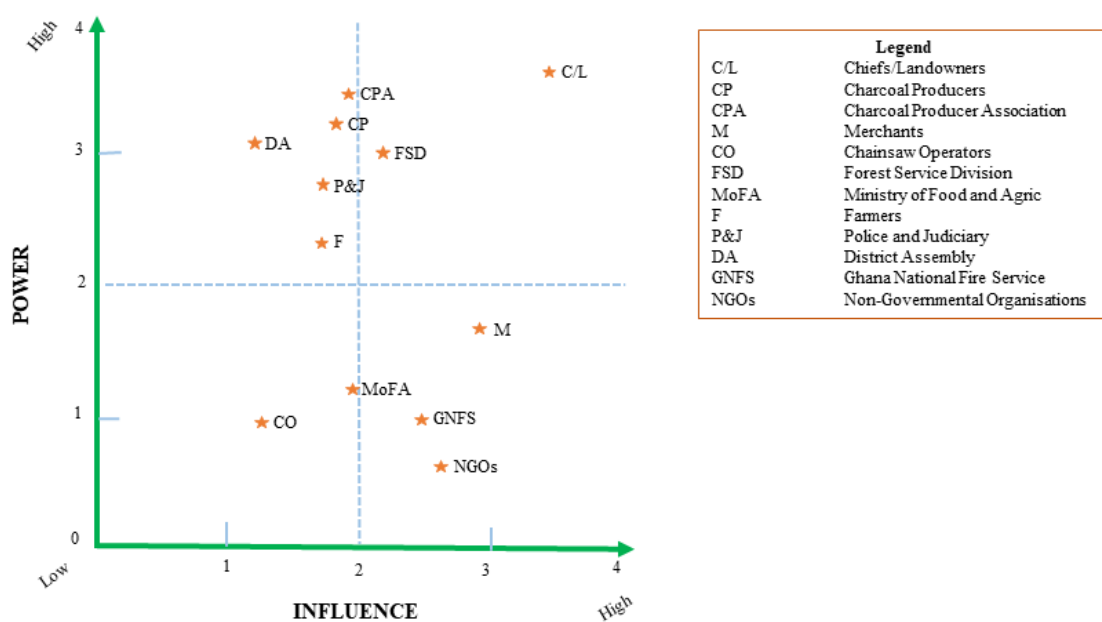 High
4
C/L
CPA
CP
DA
FSD
3
P&J
F
POWER
2
M
MoFA
1
CO
GNFS
NGOs
0
Low
1
2
3
4
INFLUENCE
High
Legend
C/L Chiefs/Landowners
CP Charcoal Producers
CPA Charcoal Producer Association
M Merchants
CO Chainsaw Operators
FSD Forest Service Division
MoFA Ministry of Food and Agric
F Farmers
P&J Police and Judiciary
DA District Assembly
GNFS Ghana National Fire Service
NGOs Non-Governmental Organisations